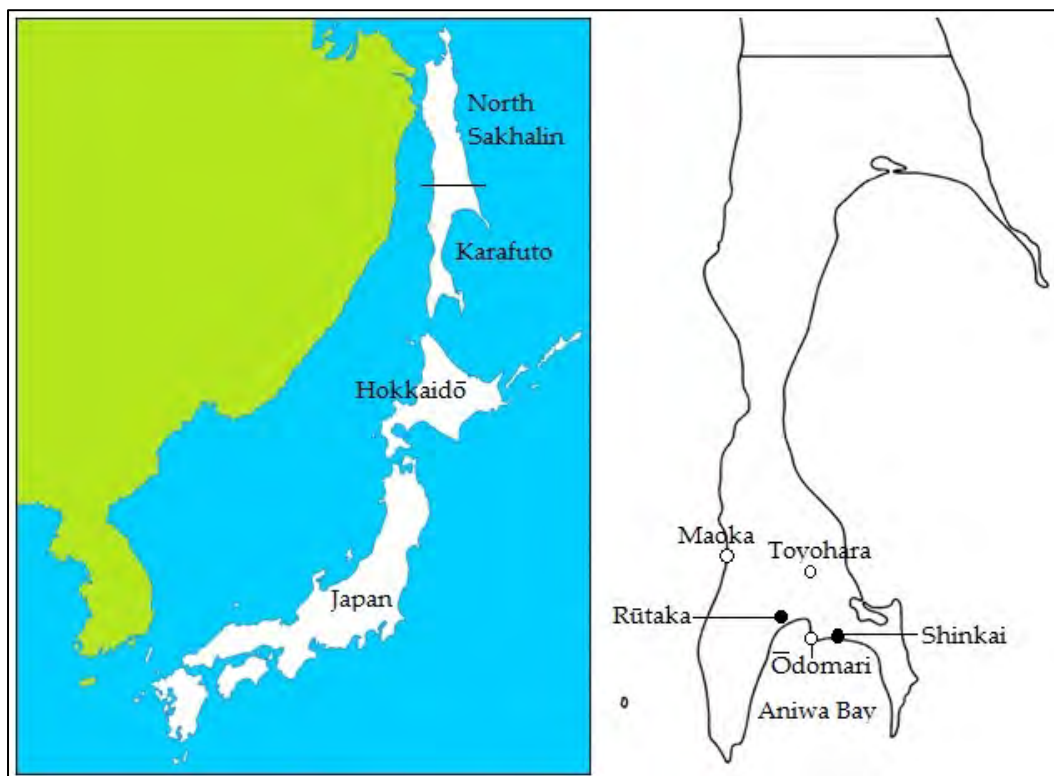 North
Sakhalin
Karafuto
Hokkaidō
Japan
Maoka
Toyohara
Rūtaka
Shinkai
Ōdomari
Aniwa Bay